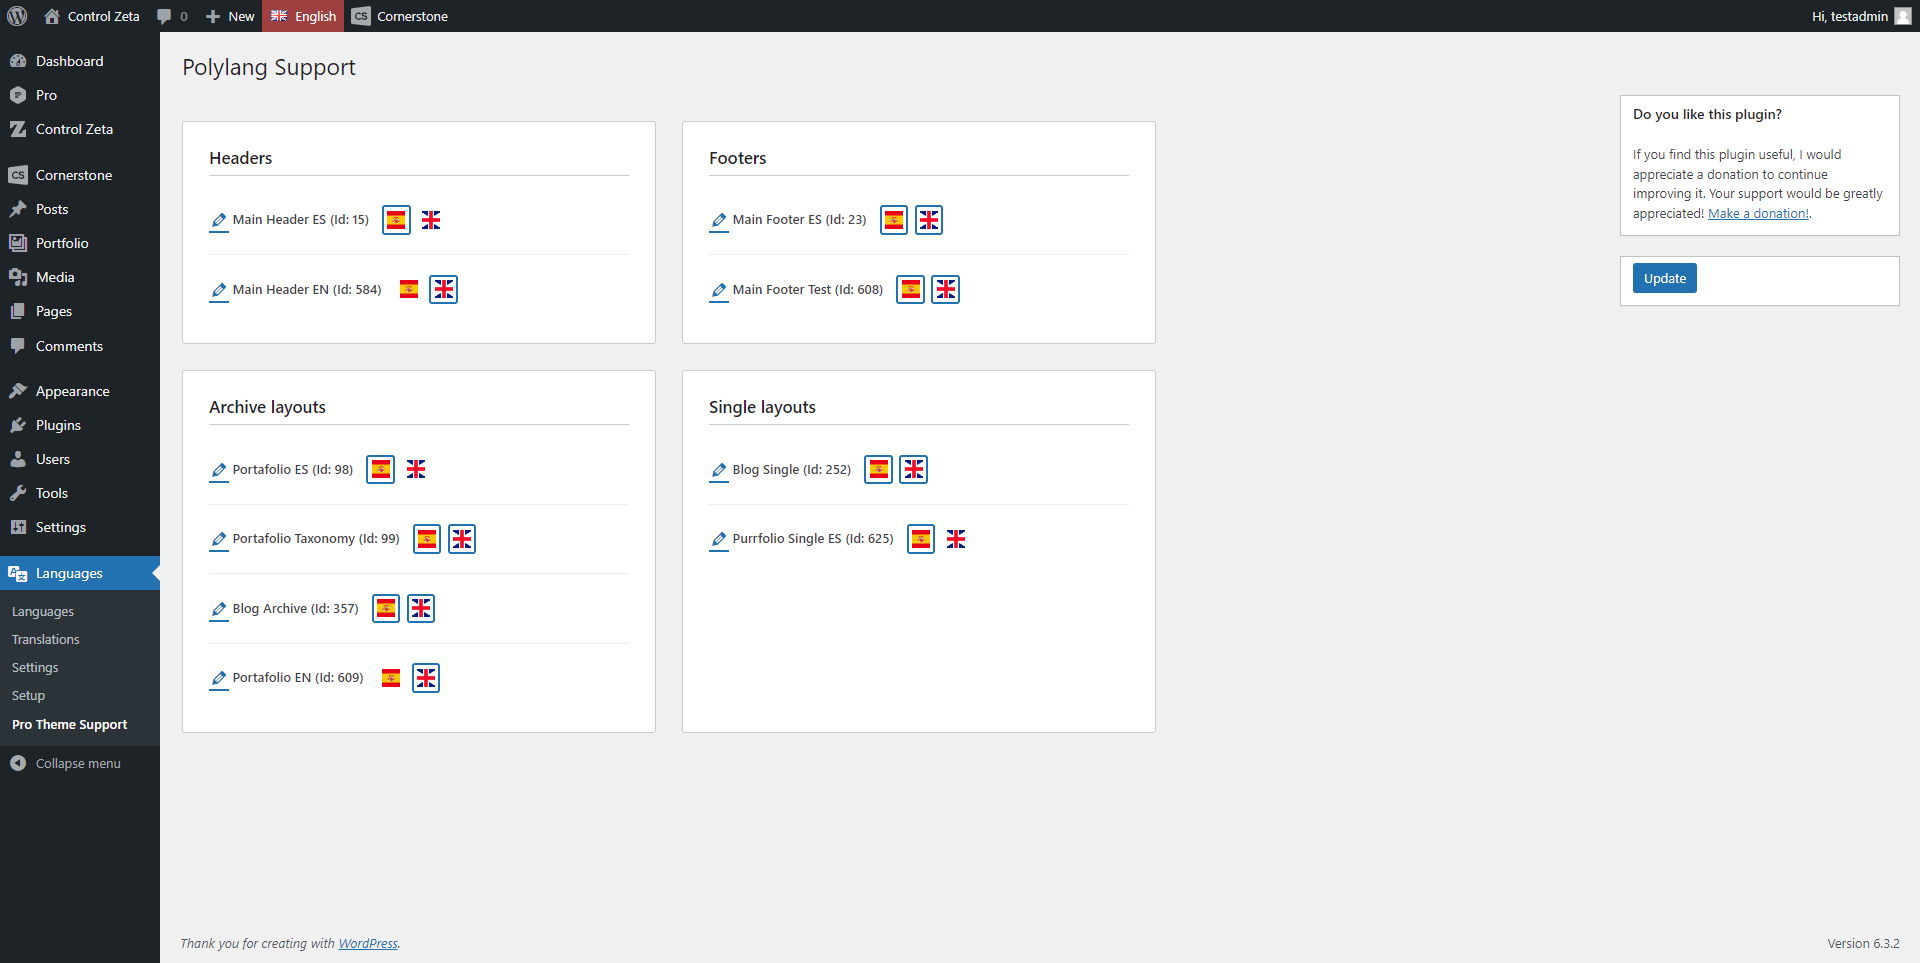 Control Zeta
0
New
English
CS
Cornerstone
Hi, testadmin
Dashboard
Pro
Control Zeta
CS
Cornerstone
Posts
Portfolio
Media
Pages
Comments
Appearance
Plugins
Users
Tools
Settings
Languages
Languages
Translations
Settings
Setup
Pro Theme Support
Collapse menu
Polylang Support
Headers
Main Header ES (Id: 15)
Main Header EN (Id: 584)
Footers
Main Footer ES (Id: 23)
Main Footer Test (Id: 608)
Archive layouts
Portafolio ES (Id: 98)
Portafolio Taxonomy (Id: 99)
Blog Archive (Id: 357)
Portafolio EN (Id: 609)
Single layouts
Blog Single (Id: 252)
Purrfolio Single ES (Id: 625)
Do you like this plugin?
If you find this plugin useful, I would
appreciate a donation to continue
improving it. Your support would be greatly
appreciated! Make a donation!.
Update
Thank you for creating with WordPress.
Version 6.3.2